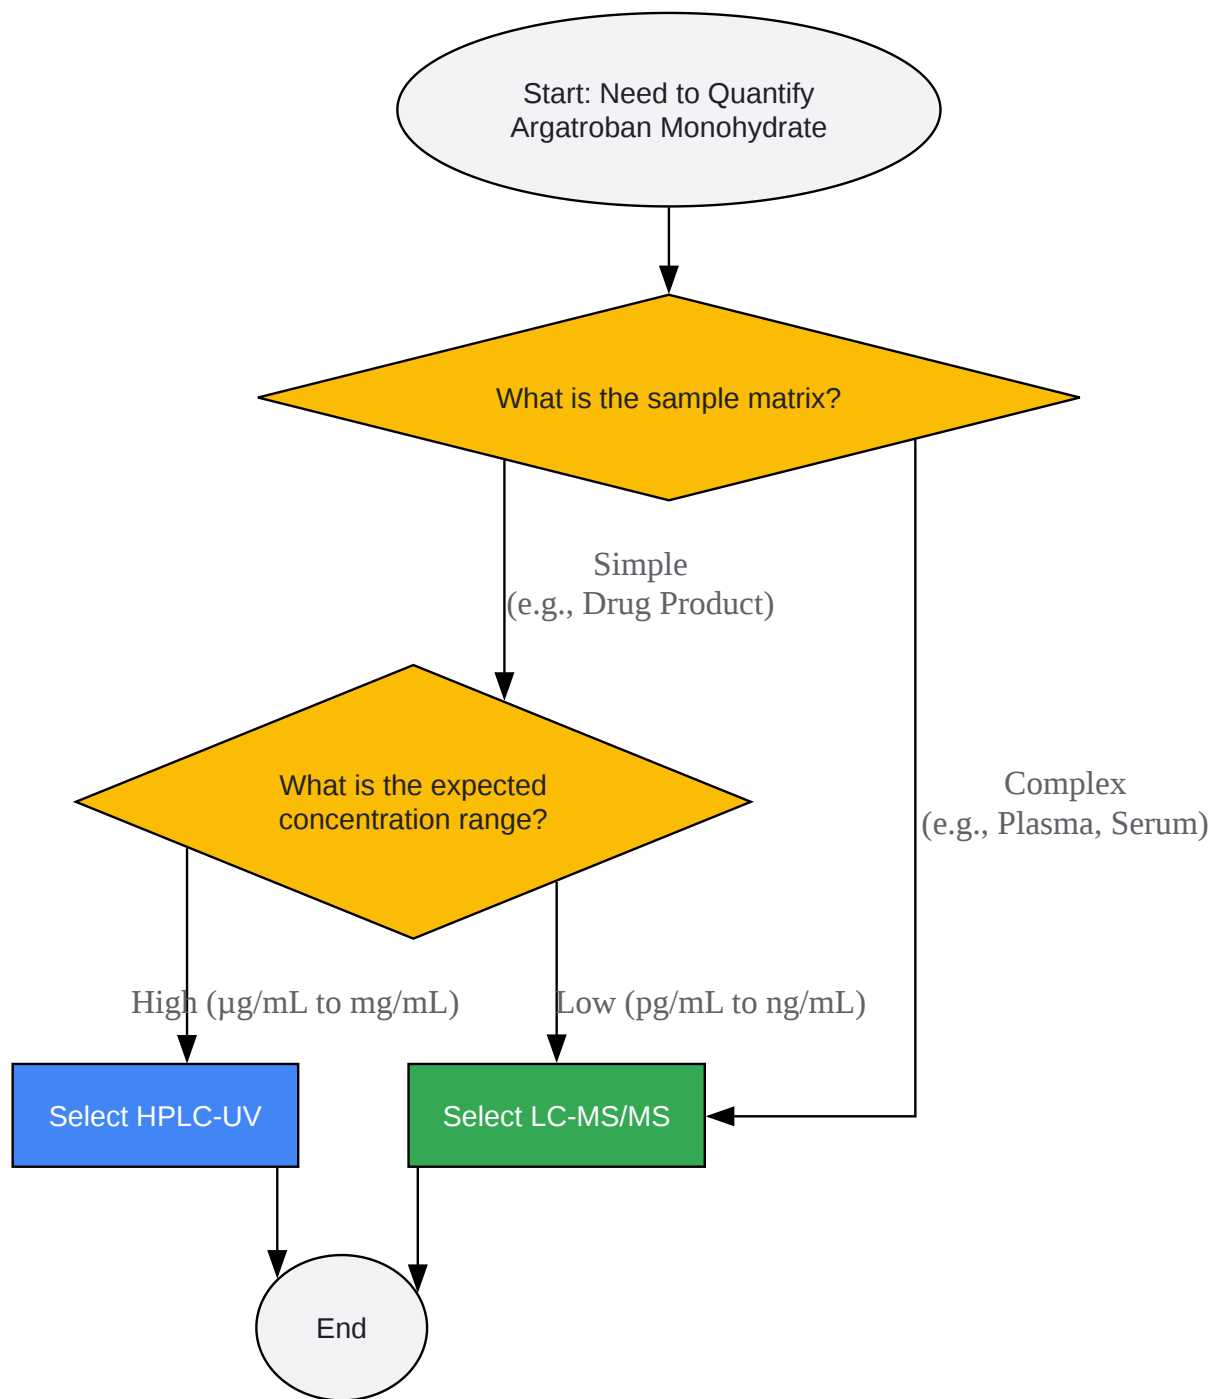 Start: Need to Quantify
Argatroban Monohydrate
What is the sample matrix?
Simple
(e.g., Drug Product)
Complex
(e.g., Plasma, Serum)
What is the expected
concentration range?
High (µg/mL to mg/mL)
Low (pg/mL to ng/mL)
Select HPLC-UV
Select LC-MS/MS
End